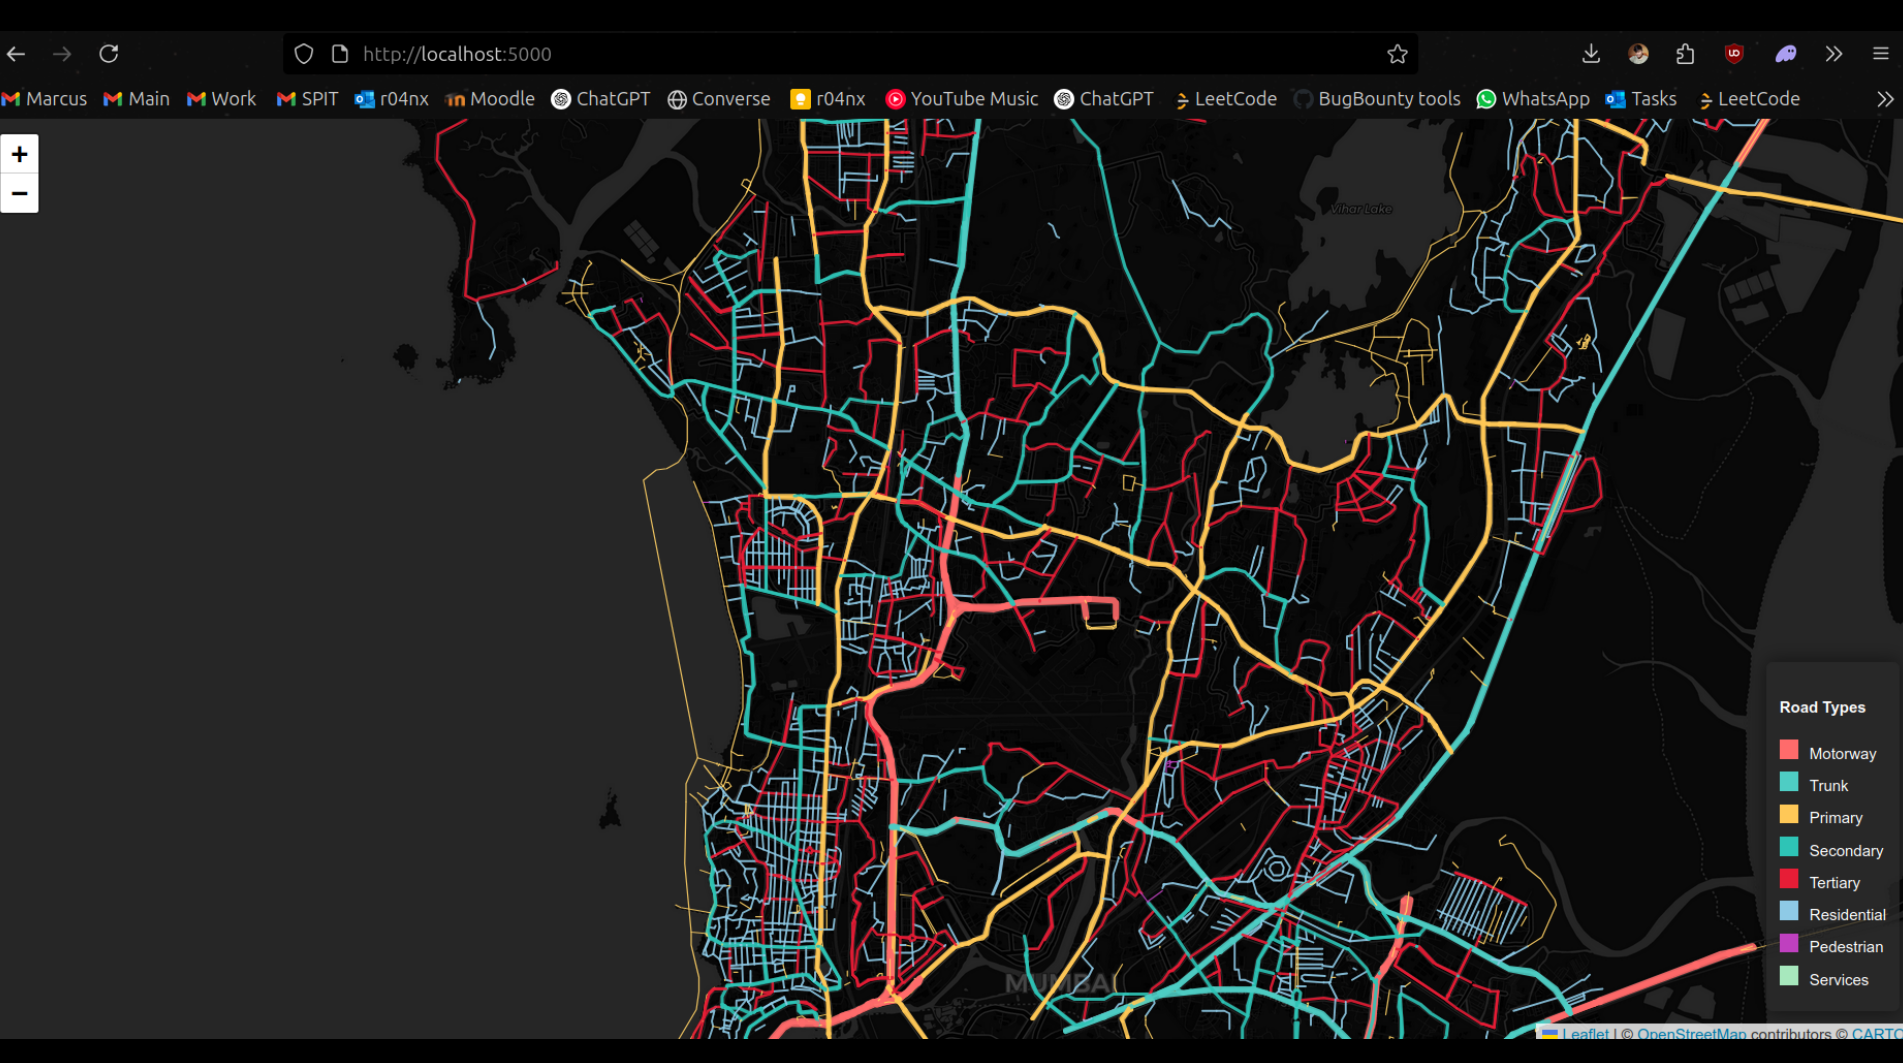 http://localhost:5000
Marcus Main Work SPIT r04nx Moodle ChatGPT Converse r04nx YouTube Music ChatGPT LeetCode BugBounty tools WhatsApp Tasks LeetCode
+
−
Vihar Lake
Road Types
Motorway
Trunk
Primary
Secondary
Tertiary
Residential
Pedestrian
Services
MUMBAI
Leaflet | © OpenStreetMap contributors © CARTO